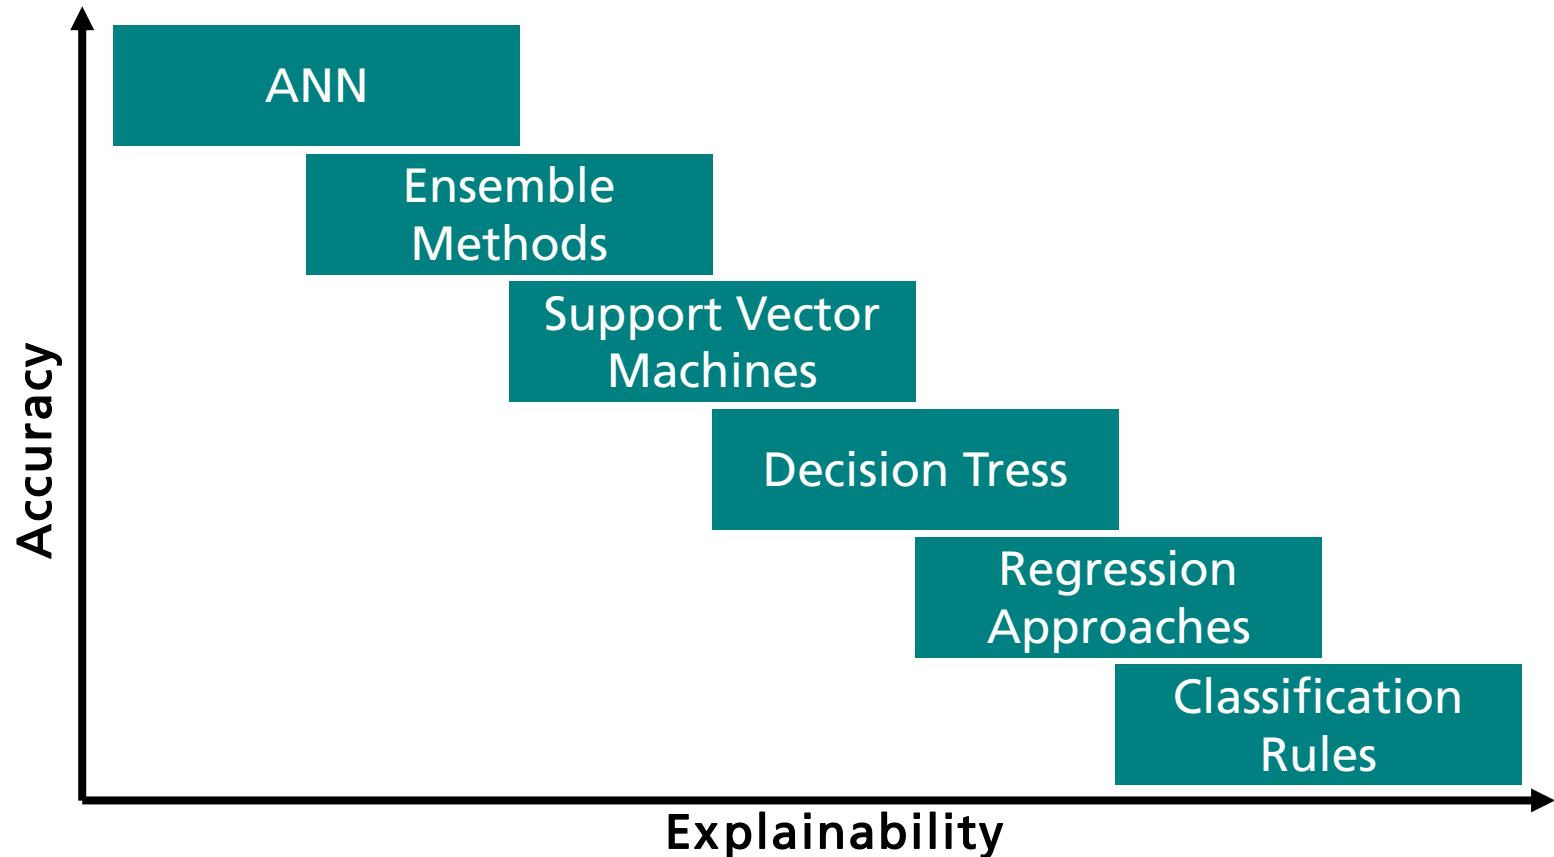 ANN
Ensemble
Methods
Support Vector
Machines
Decision Tress
Regression
Approaches
Classification
Rules
Accuracy
Explainability